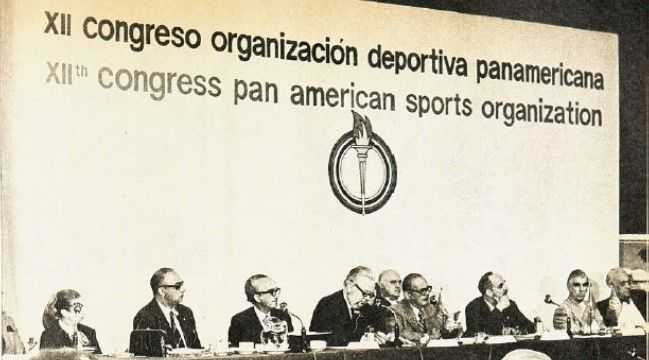 XII congreso organización deportiva panamericana
XIIth congress pan american sports organization